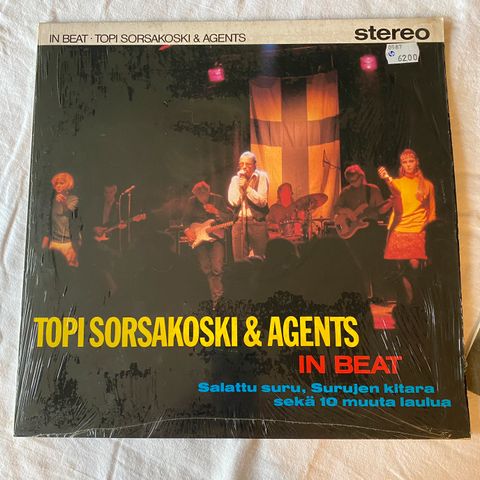 IN BEAT · TOPI SORSAKOSKI & AGENTS
stereo
0587
6200
TOPI SORSAKOSKI & AGENTS
IN BEAT
Salattu suru, Surujen kitara
sekä 10 muuta laulua